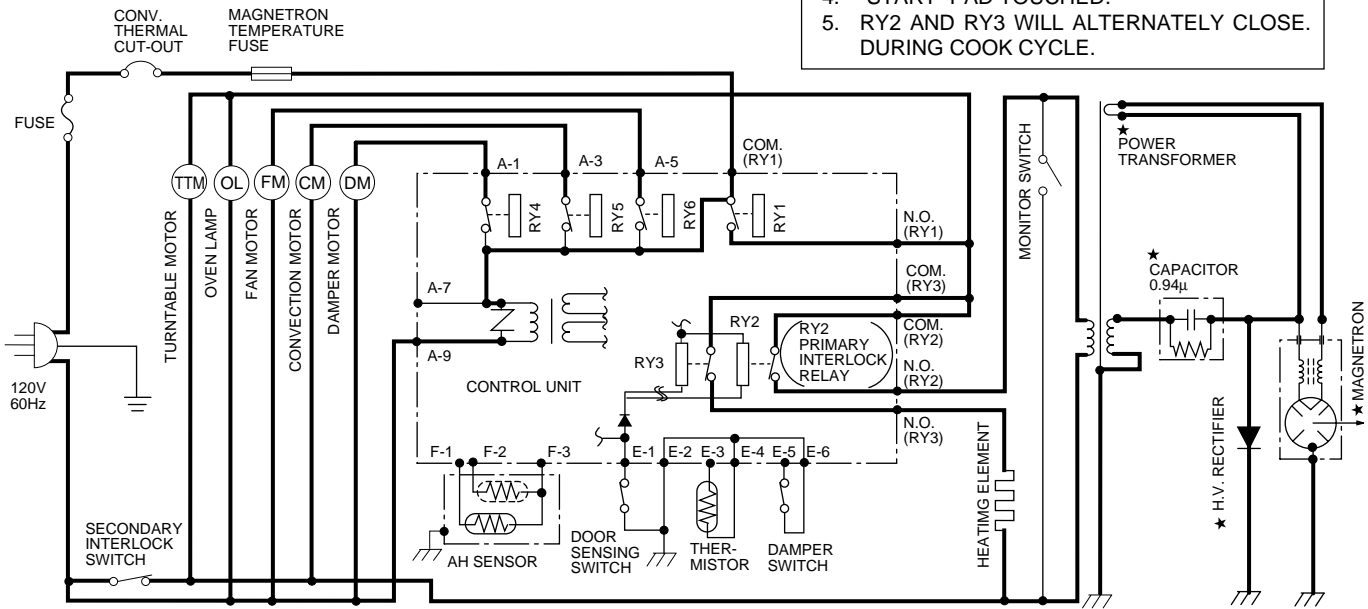 4. "START" PAD TOUCHED.
5. RY2 AND RY3 WILL ALTERNATELY CLOSE.
DURING COOK CYCLE.
CONV.
THERMAL
CUT-OUT
MAGNETRON
TEMPERATURE
FUSE
FUSE
TTM
OL
FM
CM
DM
TURNTABLE MOTOR
OVEN LAMP
FAN MOTOR
CONVECTION MOTOR
DAMPER MOTOR
A-1
A-3
A-5
COM.
(RY1)
RY4
RY5
RY6
RY1
N.O.
(RY1)
COM.
(RY3)
A-7
A-9
RY2
RY3
RY2
PRIMARY
INTERLOCK
RELAY
COM.
(RY2)
N.O.
(RY2)
N.O.
(RY3)
CONTROL UNIT
120V
60Hz
MONITOR SWITCH
★
POWER
TRANSFORMER
★
CAPACITOR
0.94µ
★ H.V. RECTIFIER
★ MAGNETRON
F-1
F-2
F-3
E-1
E-2
E-3
E-4
E-5
E-6
SECONDARY
INTERLOCK
SWITCH
AH SENSOR
DOOR
SENSING
SWITCH
THER-
MISTOR
DAMPER
SWITCH
HEATIMG ELEMENT